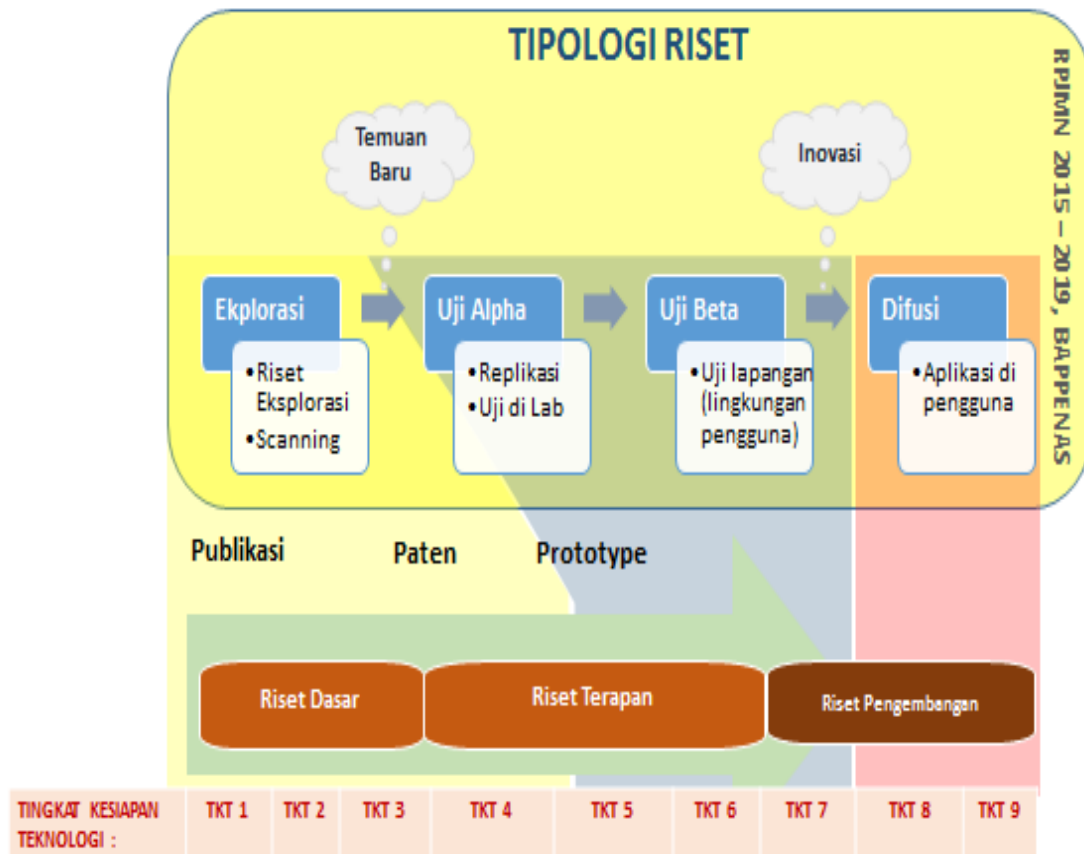 TIPOLOGI RISET
RPJMN 2015 – 2019, BAPPENAS
Temuan
Baru
Inovasi
Ekplorasi
•Riset
Eksplorasi
•Scanning
Uji Alpha
•Replikasi
•Uji di Lab
Uji Beta
•Uji lapangan
(lingkungan
pengguna)
Difusi
•Aplikasi di
pengguna
Publikasi
Paten
Prototype
Riset Dasar
Riset Terapan
Riset Pengembangan
TINGKAT KESIAPAN
TEKNOLOGI :
TKT 1 TKT 2 TKT 3 TKT 4 TKT 5 TKT 6 TKT 7 TKT 8 TKT 9